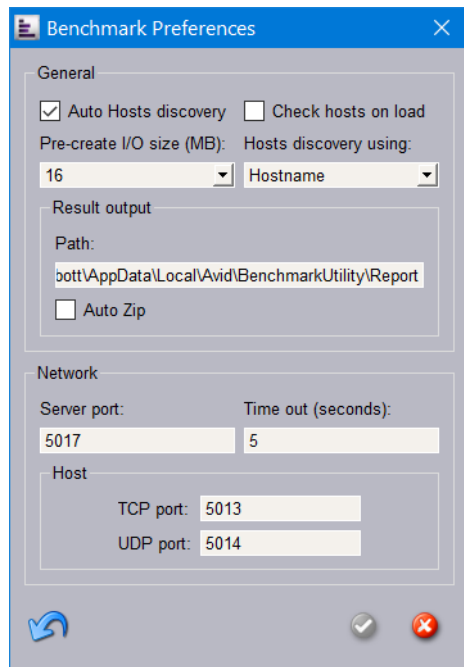 Benchmark Preferences
General
Auto Hosts discovery Check hosts on load
Pre-create I/O size (MB): Hosts discovery using:
16 Hostname
Result output
Path:
bott\AppData\Local\Avid\BenchmarkUtility\Report
Auto Zip
Network
Server port: Time out (seconds):
5017 5
Host
TCP port: 5013
UDP port: 5014